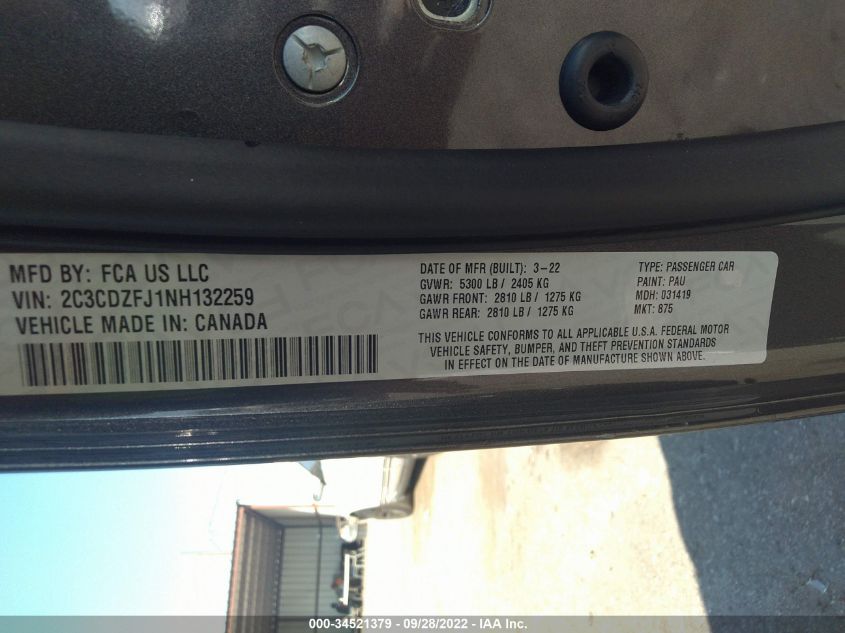 MFD BY: FCA US LLC
VIN: 2C3CDZFJ1NH132259
VEHICLE MADE IN: CANADA
DATE OF MFR (BUILT): 3-22
GVWR: 5300 LB / 2405 KG
GAWR FRONT: 2810 LB / 1275 KG
GAWR REAR: 2810 LB / 1275 KG
TYPE: PASSENGER CAR
PAINT: PAU
MDH: 031419
MKT: 875
THIS VEHICLE CONFORMS TO ALL APPLICABLE U.S.A. FEDERAL MOTOR
VEHICLE SAFETY, BUMPER, AND THEFT PREVENTION STANDARDS
IN EFFECT ON THE DATE OF MANUFACTURE SHOWN ABOVE.
000-34521379 - 09/28/2022 - IAA Inc.